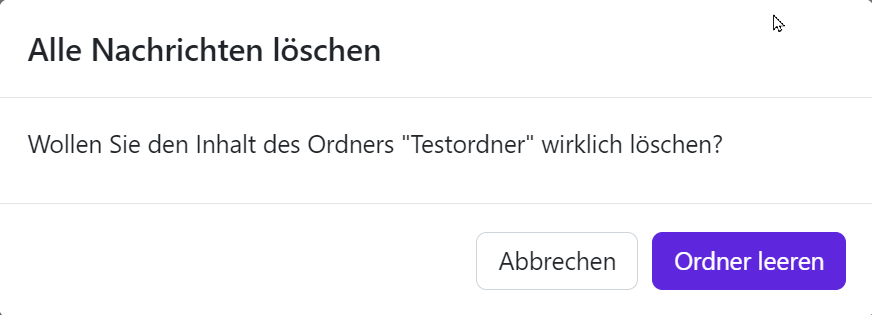 Alle Nachrichten löschen
Wollen Sie den Inhalt des Ordners "Testordner" wirklich löschen?
Abbrechen
Ordner leeren